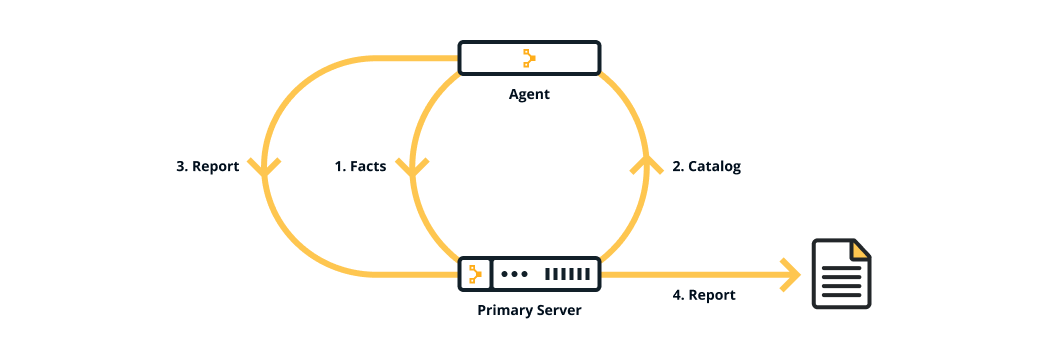 Agent
3. Report
1. Facts
2. Catalog
4. Report
Primary Server